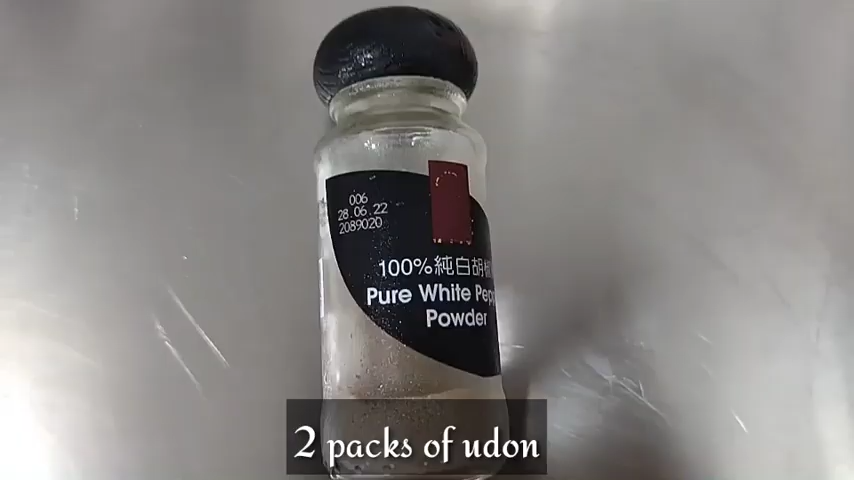 006
28.06.22
2089020
100%純白胡
Pure White
Powder
2 packs of udon